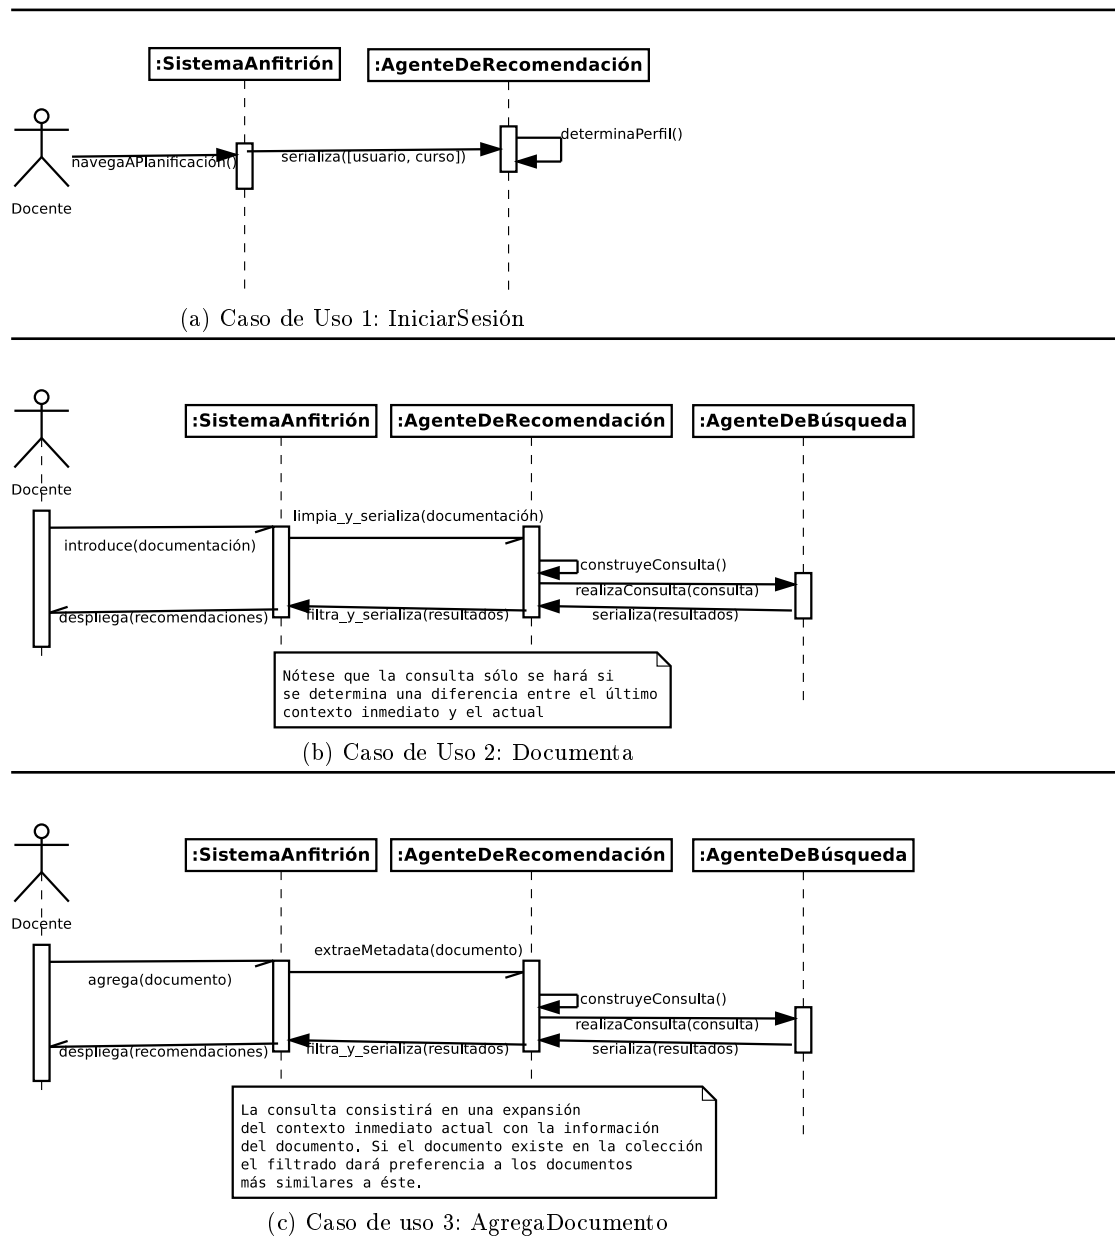 :SistemaAnfitrión
:AgenteDeRecomendación
determinaPerfil()
navegaAPlanificación()
serializa([usuario, curso])
Docente
(a) Caso de Uso 1: IniciarSesión
:SistemaAnfitrión
:AgenteDeRecomendación
:AgenteDeBúsqueda
Docente
limpia_y_serializa(documentación)
introduce(documentación)
construyeConsulta()
realizaConsulta(consulta)
despliega(recomendaciones)
filtra_y_serializa(resultados)
serializa(resultados)
Nótese que la consulta sólo se hará si
se determina una diferencia entre el último
contexto inmediato y el actual
(b) Caso de Uso 2: Documenta
:SistemaAnfitrión
:AgenteDeRecomendación
:AgenteDeBúsqueda
Docente
extraeMetadata(documento)
agrega(documento)
construyeConsulta()
realizaConsulta(consulta)
despliega(recomendaciones)
filtra_y_serializa(resultados)
serializa(resultados)
La consulta consistirá en una expansión
del contexto inmediato actual con la información
del documento. Si el documento existe en la colección
el filtrado dará preferencia a los documentos
más similares a éste.
(c) Caso de uso 3: AgregaDocumento